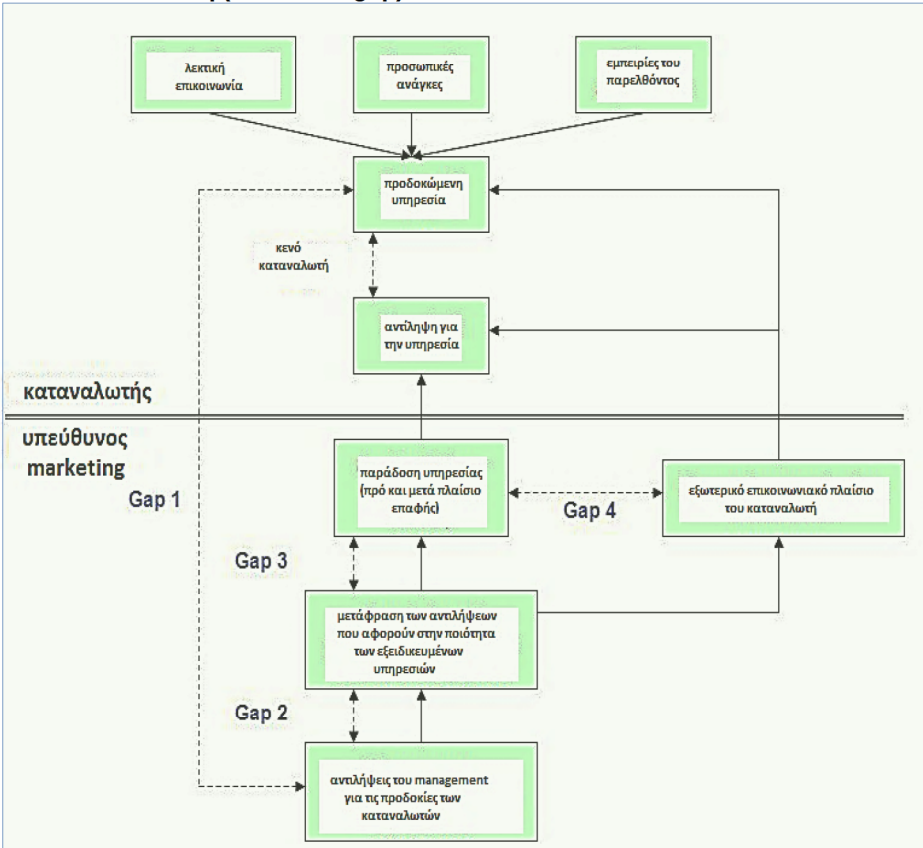 λεκτική
επικοινωνία
προσωπικές
ανάγκες
εμπειρίες του
παρελθόντος
προδοκώμενη
υπηρεσία
κενό
καταναλωτή
αντίληψη για
την υπηρεσία
καταναλωτής
υπεύθυνος
marketing
Gap 1
παράδοση υπηρεσίας
(πρό και μετά πλαίσιο
επαφής)
Gap 4
εξωτερικό επικοινωνιακό πλαίσιο
του καταναλωτή
Gap 3
μετάφραση των αντιλήψεων
που αφορούν στην ποιότητα
των εξειδικευμένων
υπηρεσιών
Gap 2
αντιλήψεις του management
για τις προδοκίες των
καταναλωτών